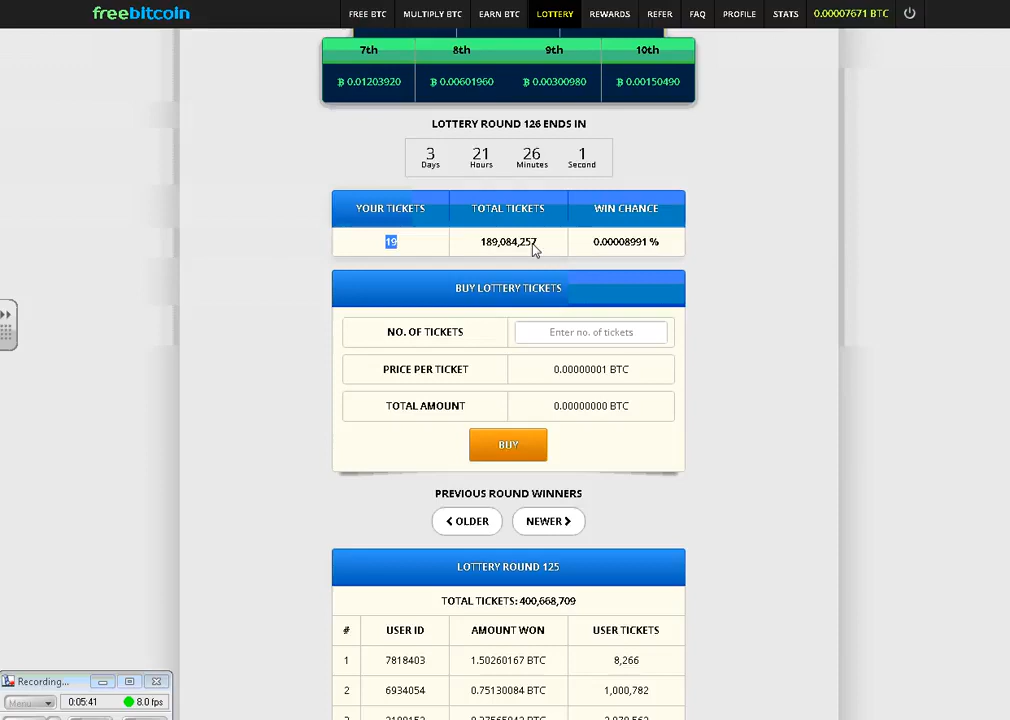 freebitcoin
FREE BTC MULTIPLY BTC EARN BTC LOTTERY REWARDS REFER FAQ PROFILE STATS 0.00007671 BTC
7th 8th 9th 10th
₿ 0.01203920 ₿ 0.00601960 ₿ 0.00300980 ₿ 0.00150490
LOTTERY ROUND 126 ENDS IN
3 21 26 1
Days Hours Minutes Second
YOUR TICKETS TOTAL TICKETS WIN CHANCE
19 189,084,257 0.00008991 %
BUY LOTTERY TICKETS
NO. OF TICKETS Enter no. of tickets
PRICE PER TICKET 0.00000001 BTC
TOTAL AMOUNT 0.00000000 BTC
BUY
PREVIOUS ROUND WINNERS
OLDER NEWER
LOTTERY ROUND 125
TOTAL TICKETS: 400,668,709
# USER ID AMOUNT WON USER TICKETS
1 7818403 1.50260167 BTC 8,266
2 6934054 0.75130084 BTC 1,000,782
Recording...
Menu 0:05:41 8.0 fps